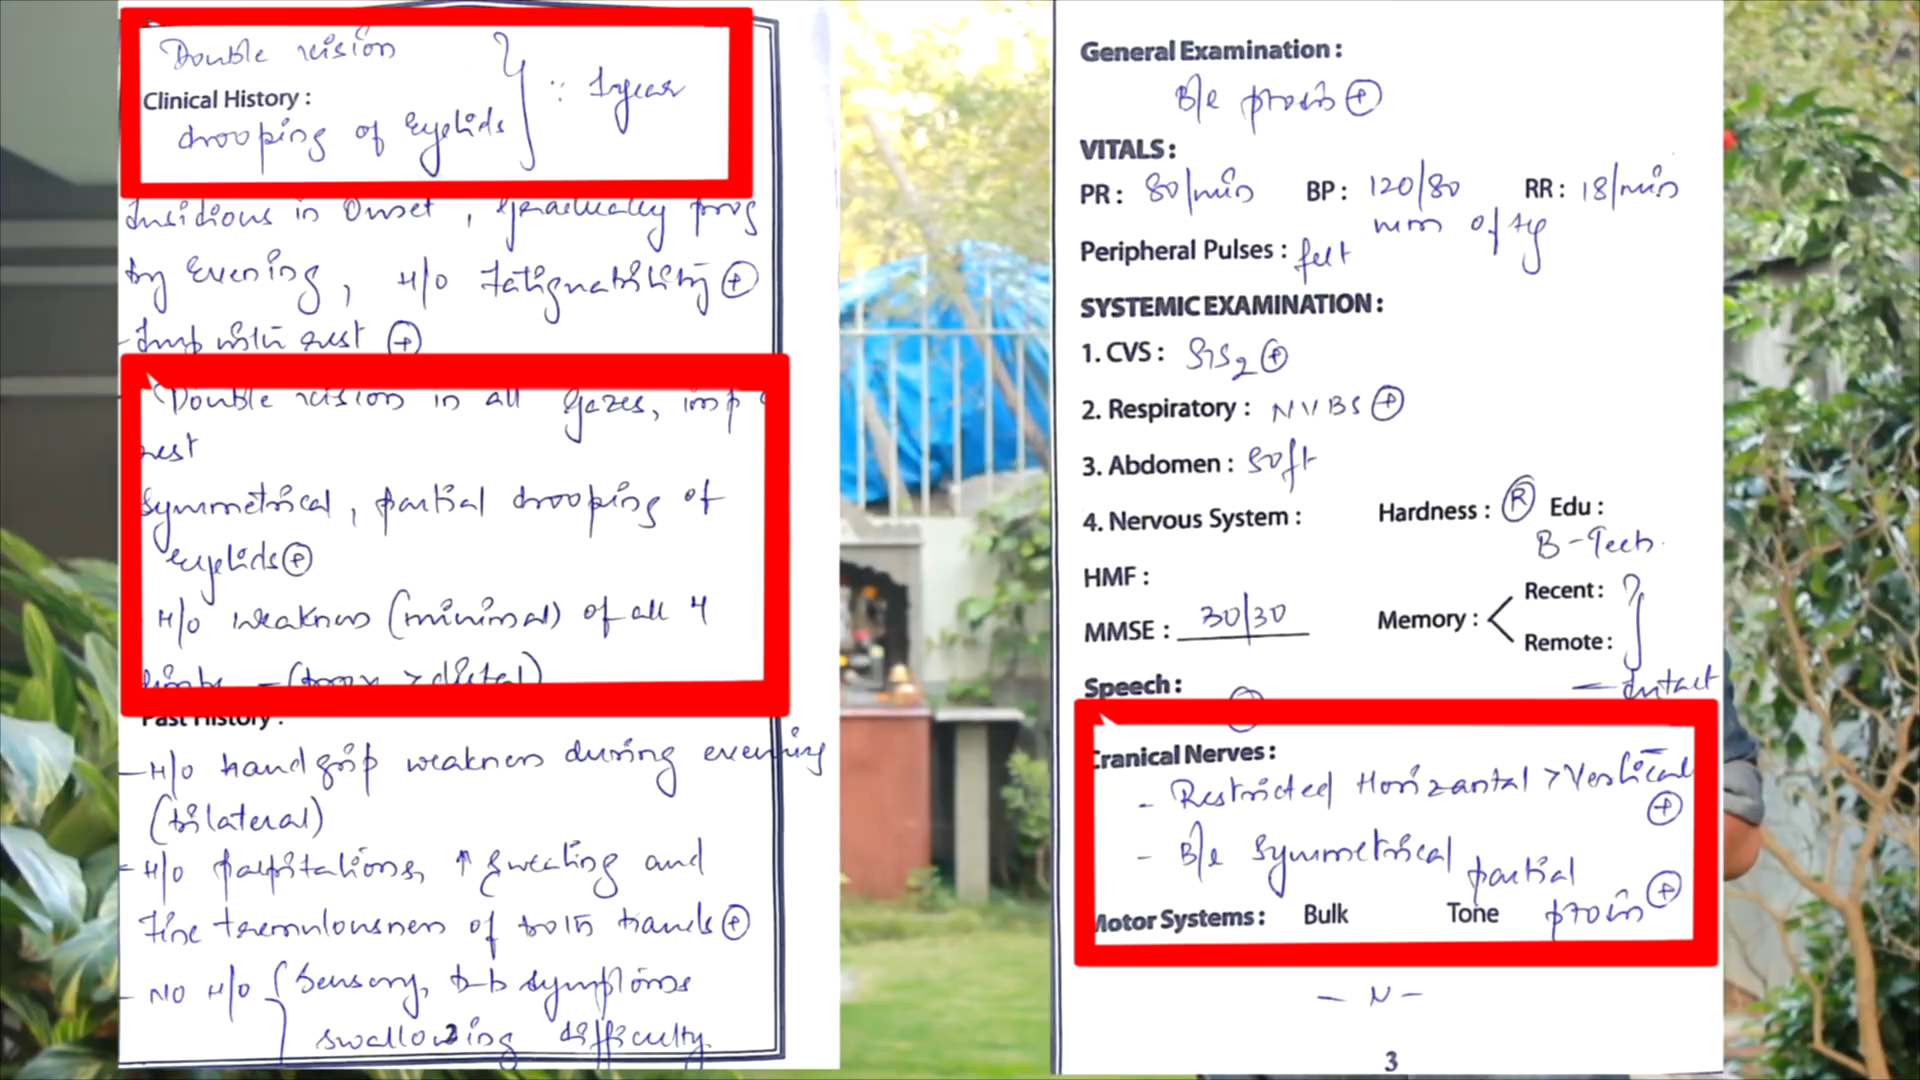 Double vision
Clinical History :
drooping of Eyelids } :: 1 year
Insidious in Onset , gradually prog
by Evening , H/O Fatiguability (+)
- Imp with rest (+)
Double vision in all gazes, imp
rest
Symmetrical , partial drooping of
eyelids (+)
H/O weakness (minimal) of all 4
limbs - (prox > distal)
Past History :
- H/O hand grip weakness during evening
(bilateral)
- H/O palpitations, ↑ sweating and
fine tremulousness of both hands (+)
- NO H/O { Sensory, b-b symptoms
swallowing difficulty.
2
General Examination :
B/e ptosis (+)
VITALS :
PR : 80/min BP : 120/80 RR : 18/min
mm of Hg
Peripheral Pulses : felt
SYSTEMIC EXAMINATION :
1. CVS : S1S2 (+)
2. Respiratory : NVBS (+)
3. Abdomen : Soft
4. Nervous System : Hardness : (R) Edu :
B-Tech.
HMF :
MMSE : 30/30 Memory : < Recent :
Remote :
Speech : - Intact
Cranical Nerves :
- Restricted Horizantal > Vertical (+)
- B/e Symmetrical partial
ptosis (+)
Motor Systems : Bulk Tone
- N -
3